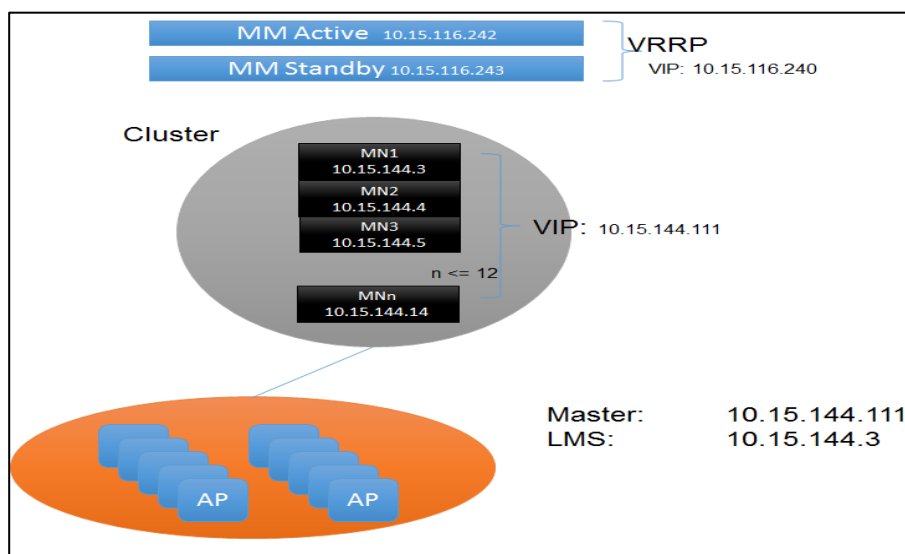 MM Active 10.15.116.242
MM Standby 10.15.116.243
VRRP
VIP: 10.15.116.240
Cluster
MN1
10.15.144.3
MN2
10.15.144.4
MN3
10.15.144.5
VIP: 10.15.144.111
n <= 12
MNn
10.15.144.14
Master: 10.15.144.111
LMS: 10.15.144.3
AP AP